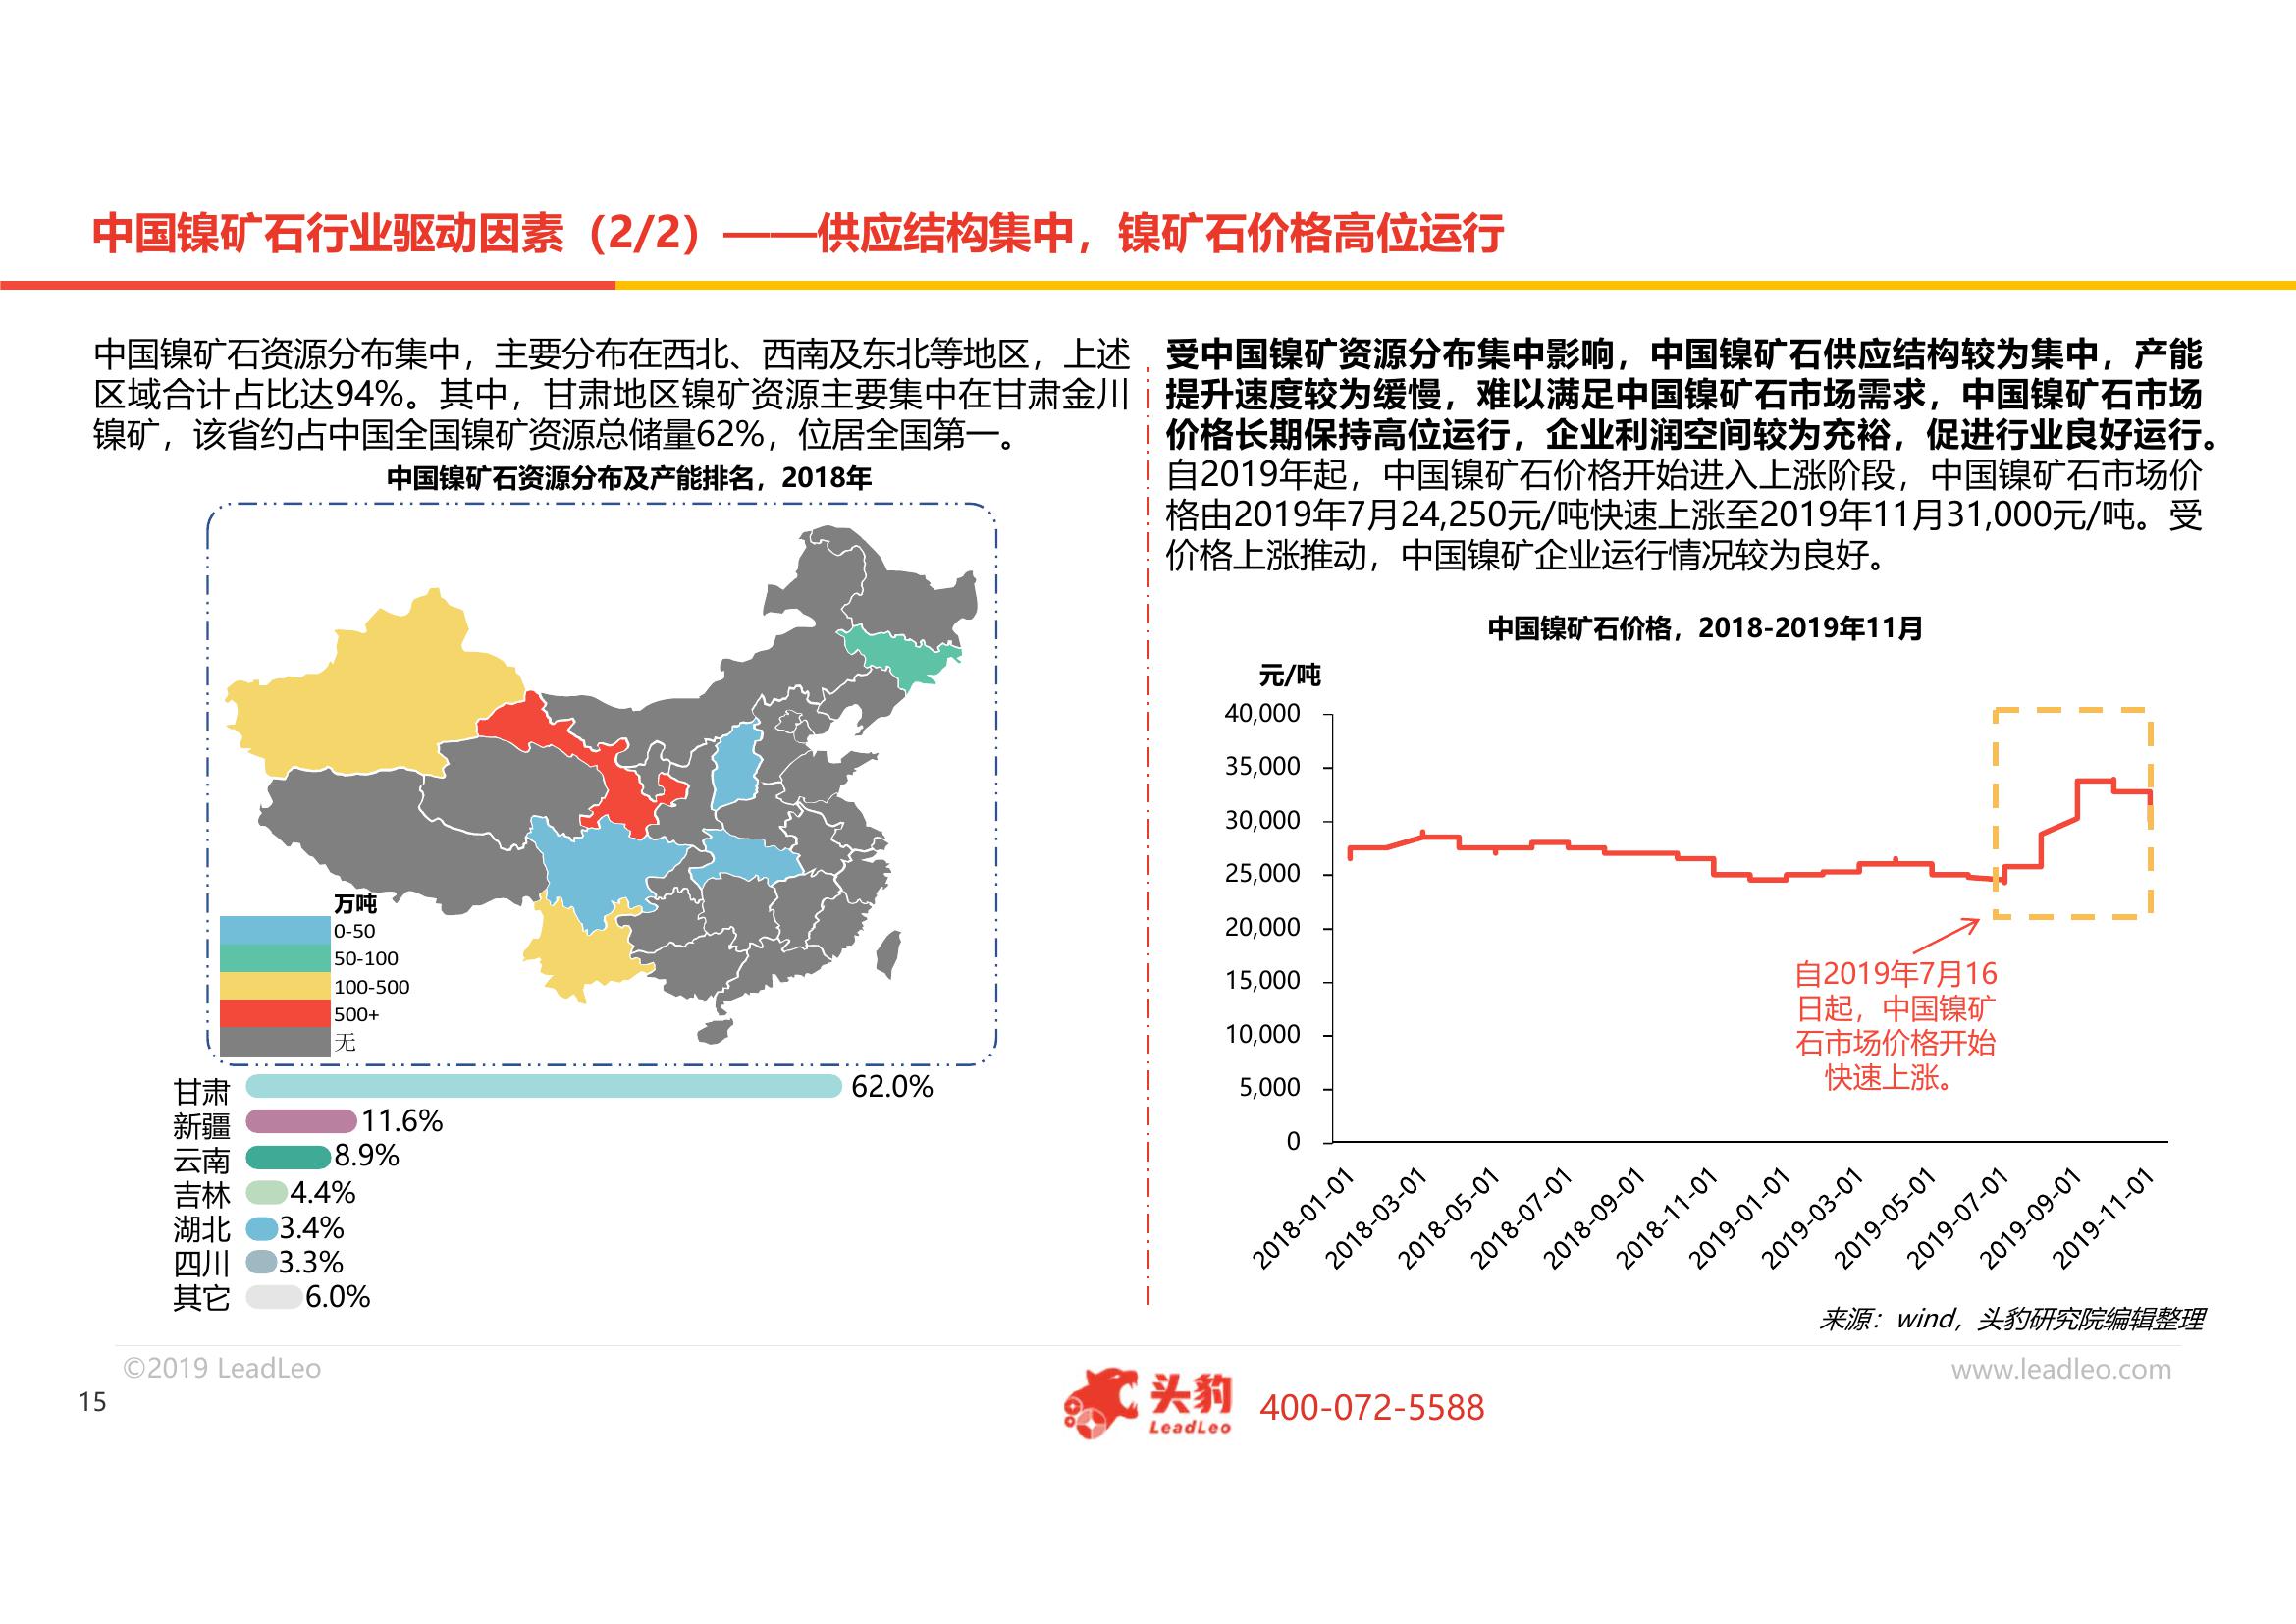 中国镍矿石行业驱动因素（2/2）——供应结构集中，镍矿石价格高位运行
中国镍矿石资源分布集中，主要分布在西北、西南及东北等地区，上述
区域合计占比达94%。其中，甘肃地区镍矿资源主要集中在甘肃金川
镍矿，该省约占中国全国镍矿资源总储量62%，位居全国第一。
中国镍矿石资源分布及产能排名，2018年
万吨
0-50
50-100
100-500
500+
无
甘肃 62.0%
新疆 11.6%
云南 8.9%
吉林 4.4%
湖北 3.4%
四川 3.3%
其它 6.0%
受中国镍矿资源分布集中影响，中国镍矿石供应结构较为集中，产能
提升速度较为缓慢，难以满足中国镍矿石市场需求，中国镍矿石市场
价格长期保持高位运行，企业利润空间较为充裕，促进行业良好运行。
自2019年起，中国镍矿石价格开始进入上涨阶段，中国镍矿石市场价
格由2019年7月24,250元/吨快速上涨至2019年11月31,000元/吨。受
价格上涨推动，中国镍矿企业运行情况较为良好。
中国镍矿石价格，2018-2019年11月
元/吨
40,000
35,000
30,000
25,000
20,000
15,000
10,000
5,000
0
自2019年7月16
日起，中国镍矿
石市场价格开始
快速上涨。
2018-01-01
2018-03-01
2018-05-01
2018-07-01
2018-09-01
2018-11-01
2019-01-01
2019-03-01
2019-05-01
2019-07-01
2019-09-01
2019-11-01
来源：wind，头豹研究院编辑整理
©2019 LeadLeo
www.leadleo.com
15
头豹
LeadLeo
400-072-5588